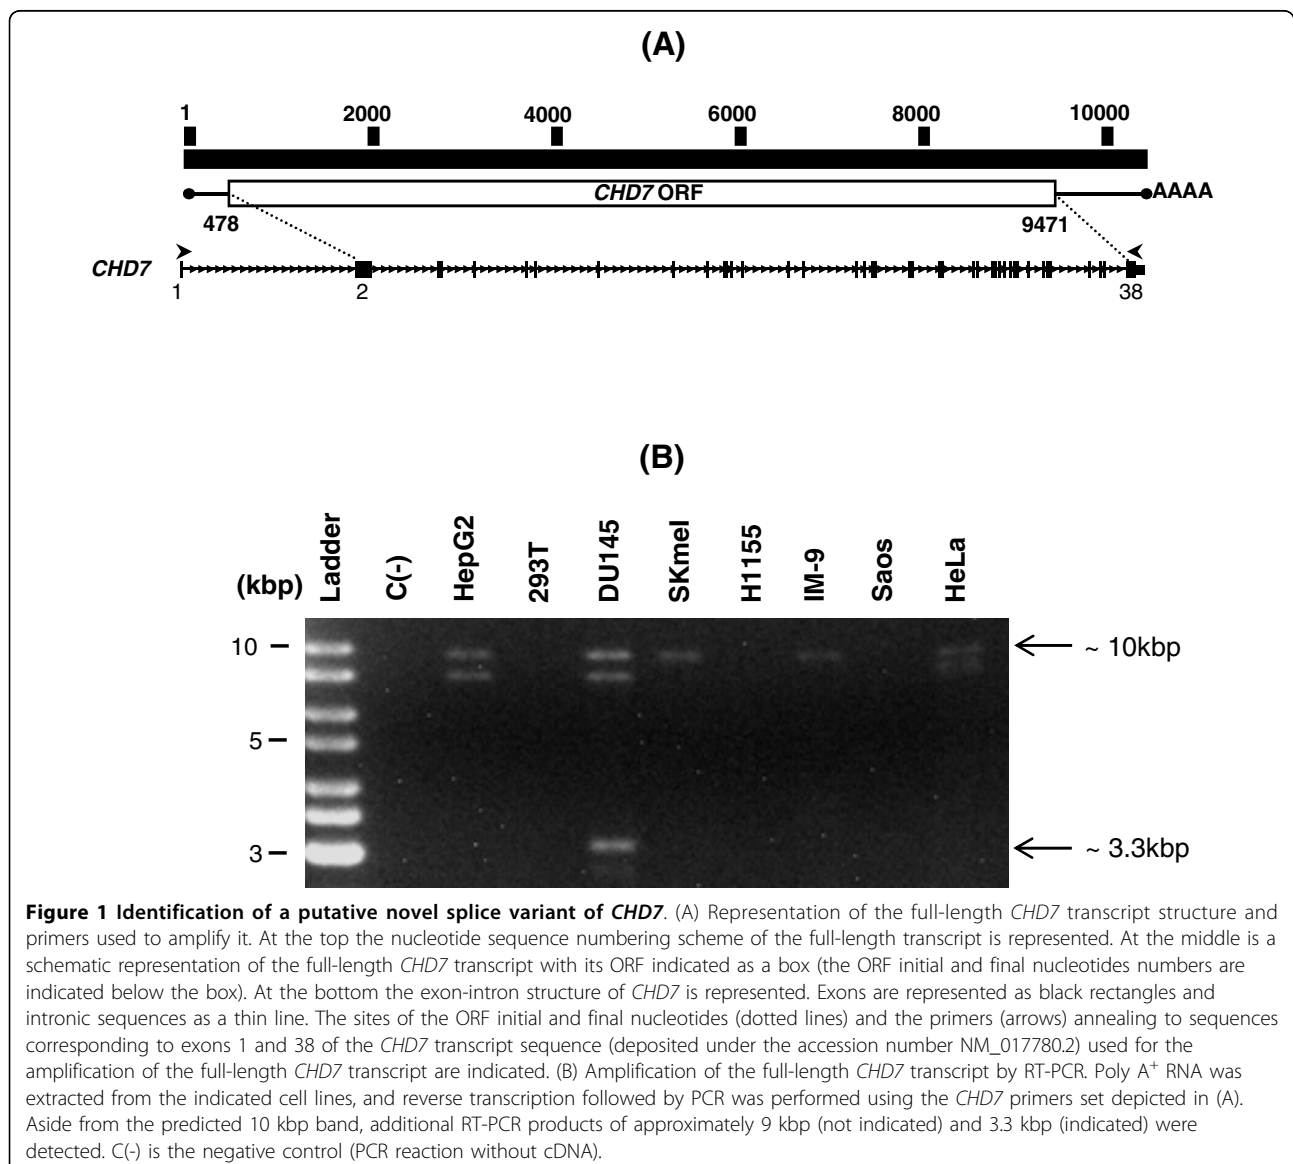 (A)
1 2000 4000 6000 8000 10000
CHD7 ORF AAAA
478 9471
CHD7
1 2 38
(B)
(kbp) Ladder C(-) HepG2 293T DU145 SKmel H1155 IM-9 Saos HeLa
10 ~ 10kbp
5
3 ~ 3.3kbp
Figure 1 Identification of a putative novel splice variant of CHD7. (A) Representation of the full-length CHD7 transcript structure and
primers used to amplify it. At the top the nucleotide sequence numbering scheme of the full-length transcript is represented. At the middle is a
schematic representation of the full-length CHD7 transcript with its ORF indicated as a box (the ORF initial and final nucleotides numbers are
indicated below the box). At the bottom the exon-intron structure of CHD7 is represented. Exons are represented as black rectangles and
intronic sequences as a thin line. The sites of the ORF initial and final nucleotides (dotted lines) and the primers (arrows) annealing to sequences
corresponding to exons 1 and 38 of the CHD7 transcript sequence (deposited under the accession number NM_017780.2) used for the
amplification of the full-length CHD7 transcript are indicated. (B) Amplification of the full-length CHD7 transcript by RT-PCR. Poly A⁺ RNA was
extracted from the indicated cell lines, and reverse transcription followed by PCR was performed using the CHD7 primers set depicted in (A).
Aside from the predicted 10 kbp band, additional RT-PCR products of approximately 9 kbp (not indicated) and 3.3 kbp (indicated) were
detected. C(-) is the negative control (PCR reaction without cDNA).